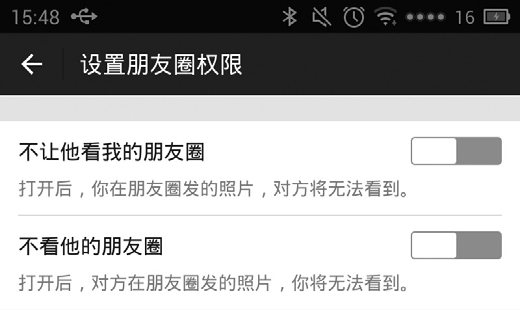 15:48 16
设置朋友圈权限
不让他看我的朋友圈
打开后，你在朋友圈发的照片，对方将无法看到。
不看他的朋友圈
打开后，对方在朋友圈发的照片，你将无法看到。